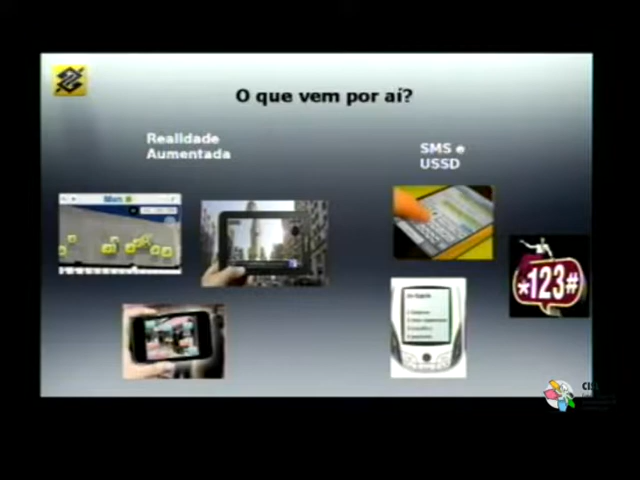 O que vem por aí?
Realidade
Aumentada
SMS e
USSD
*123#